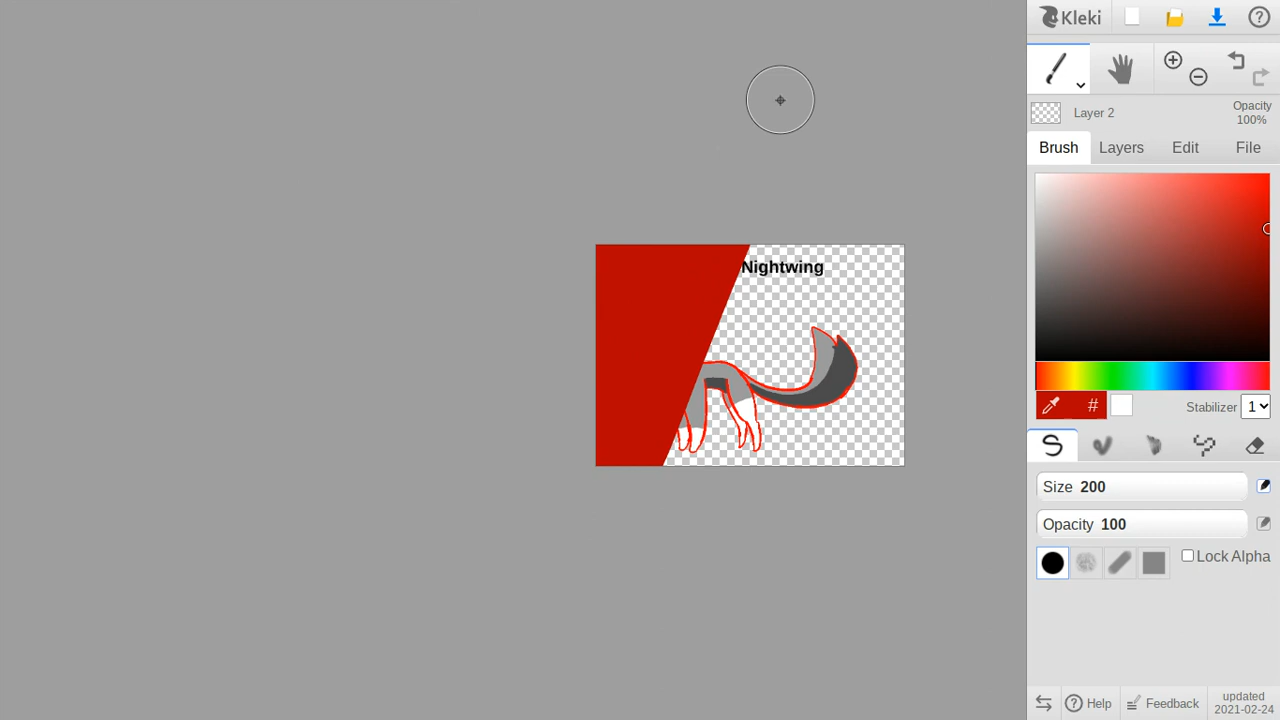 Kleki
Layer 2
Opacity
100%
Brush
Layers
Edit
File
Nightwing
#
Stabilizer
1
Size 200
Opacity 100
Lock Alpha
Help
Feedback
updated
2021-02-24